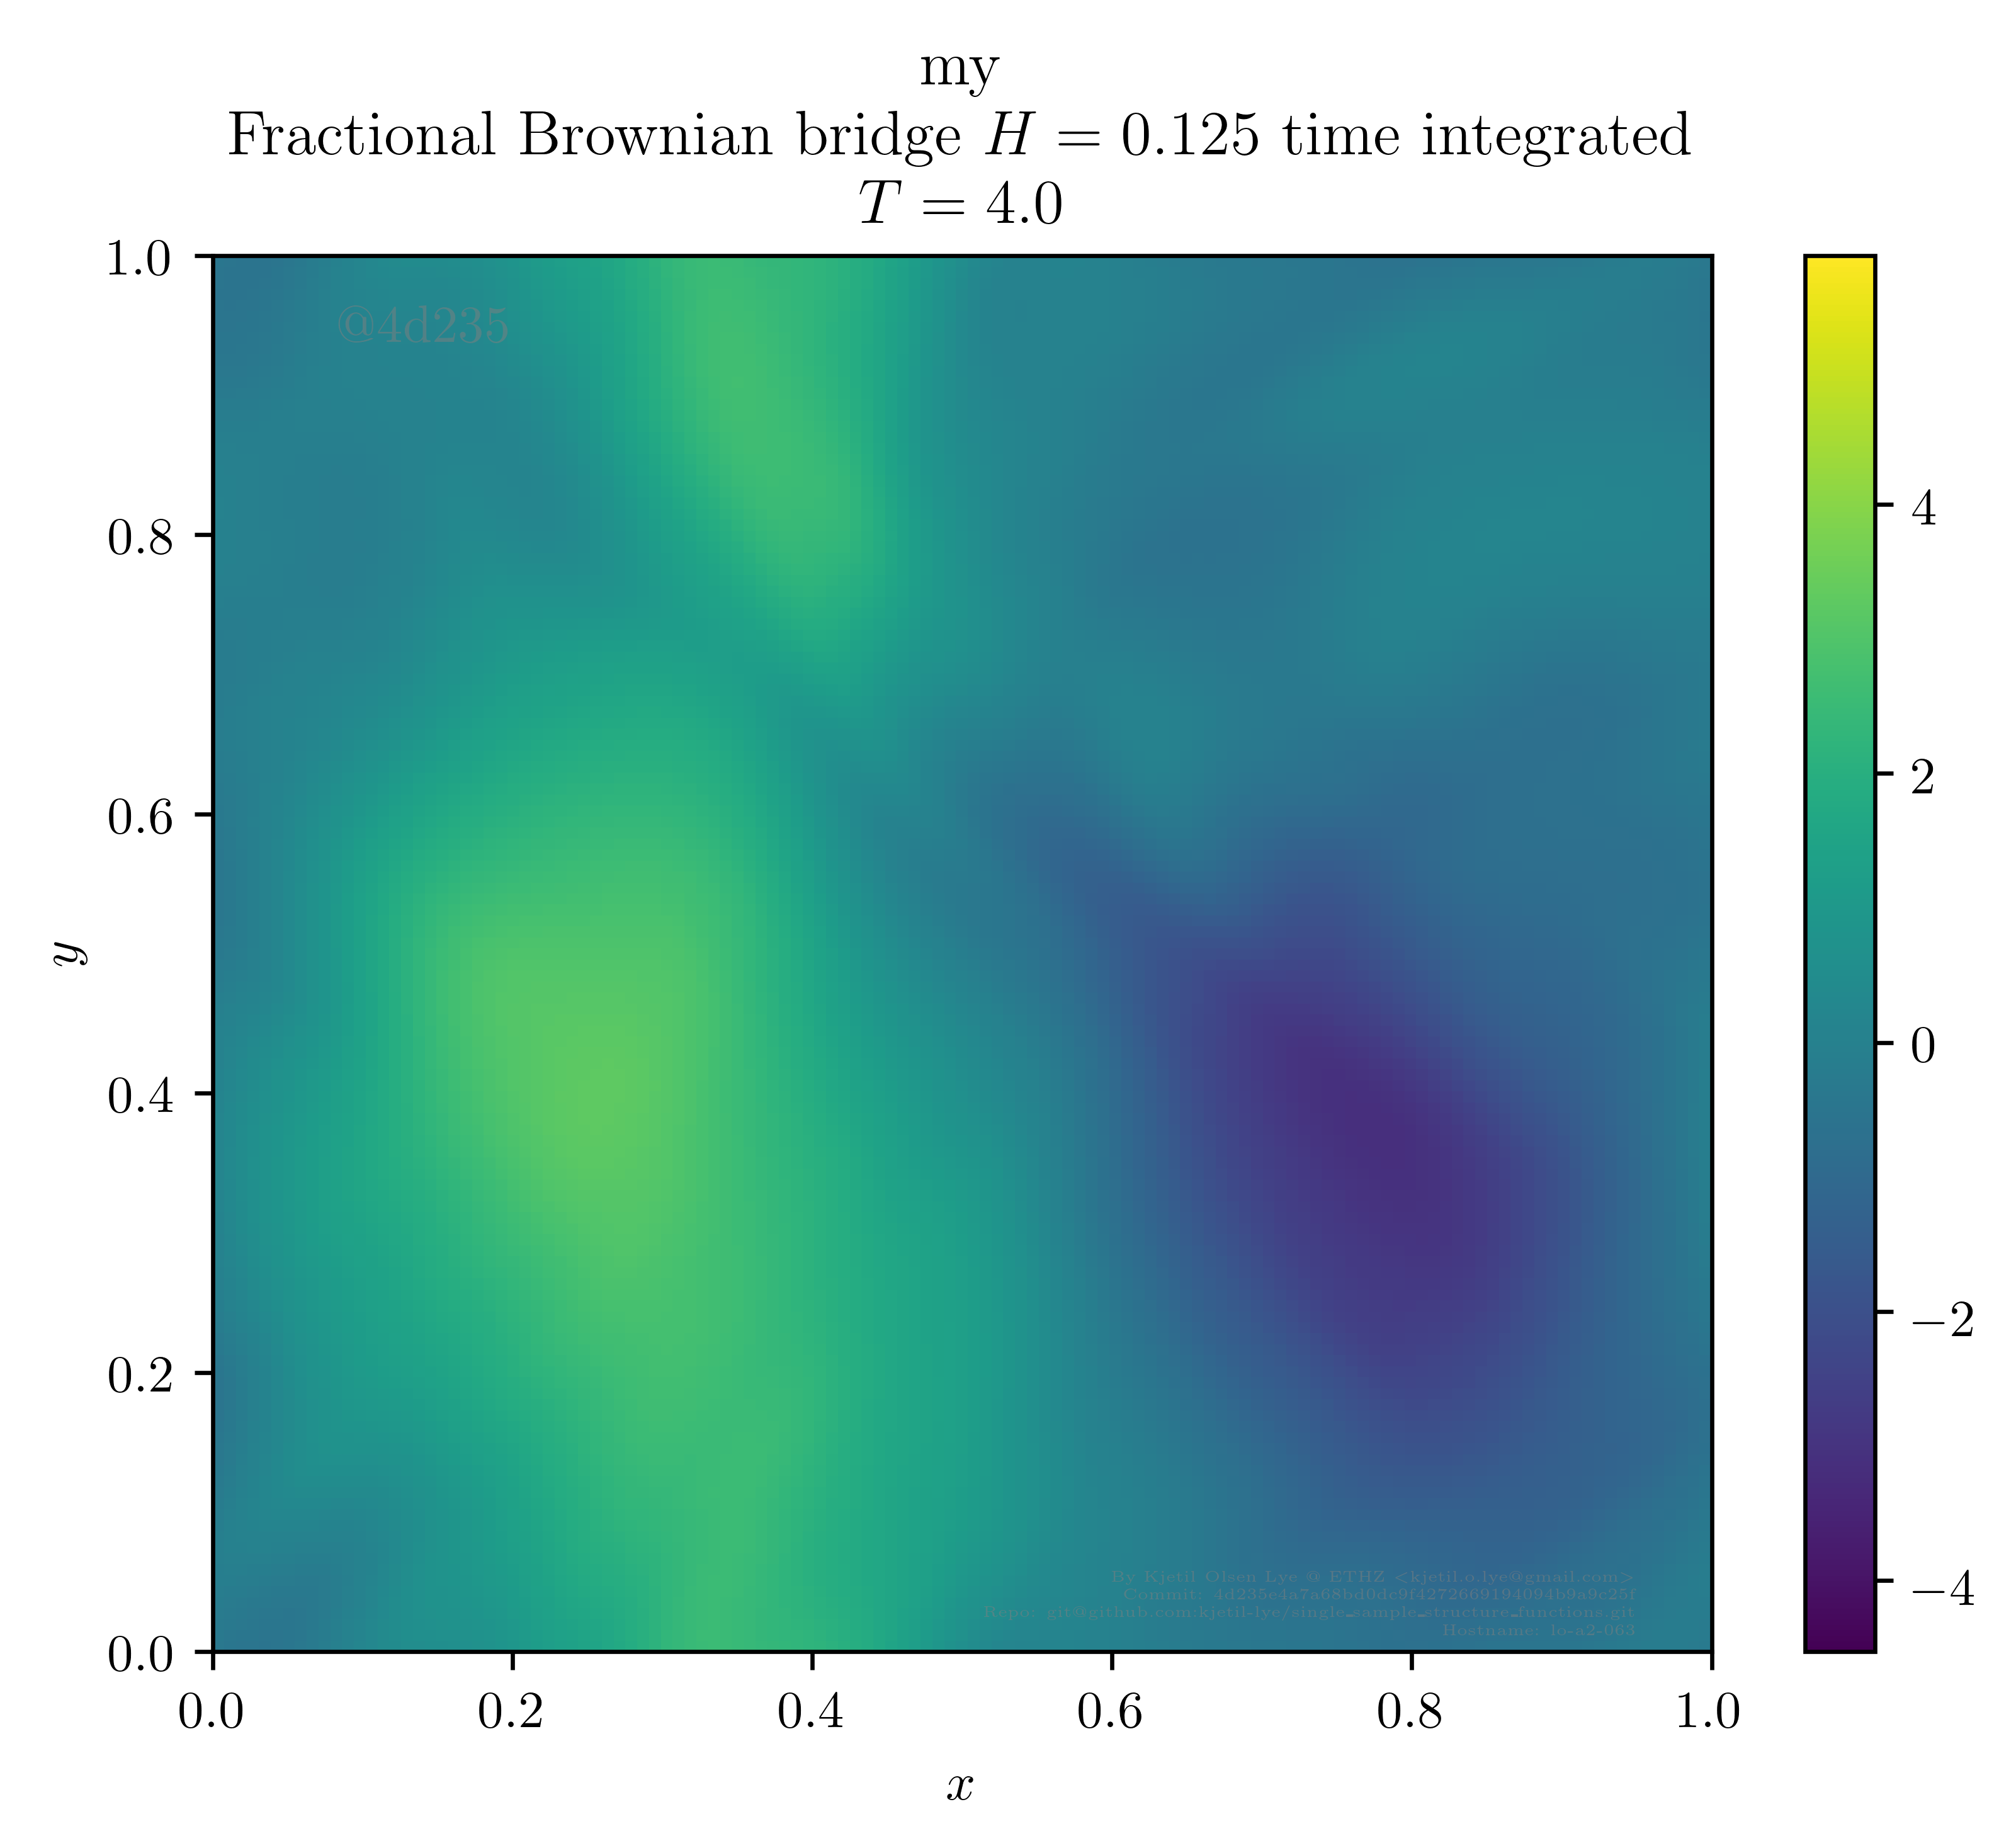 my
Fractional Brownian bridge H = 0.125 time integrated
T = 4.0
1.0
@4d235
0.8
0.6
0.4
0.2
0.0
y
4
2
0
−2
−4
By Kjetil Olsen Lye @ ETHZ <kjetil.o.lye@gmail.com>
Commit:
Repo: git@github.com:kjetil-lye/single_sample_structure_functions.git
Hostname: lo-a2-063
0.0 0.2 0.4 0.6 0.8 1.0
x